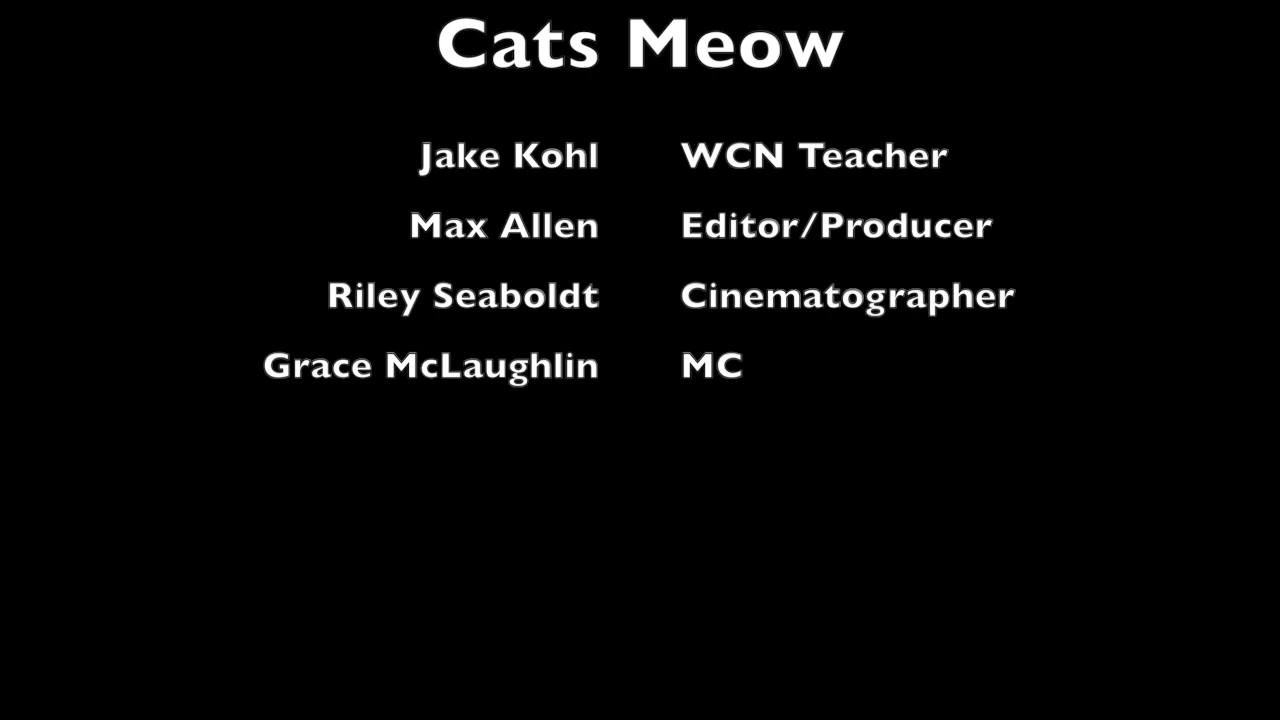 Cats Meow
Jake Kohl WCN Teacher
Max Allen Editor/Producer
Riley Seaboldt Cinematographer
Grace McLaughlin MC